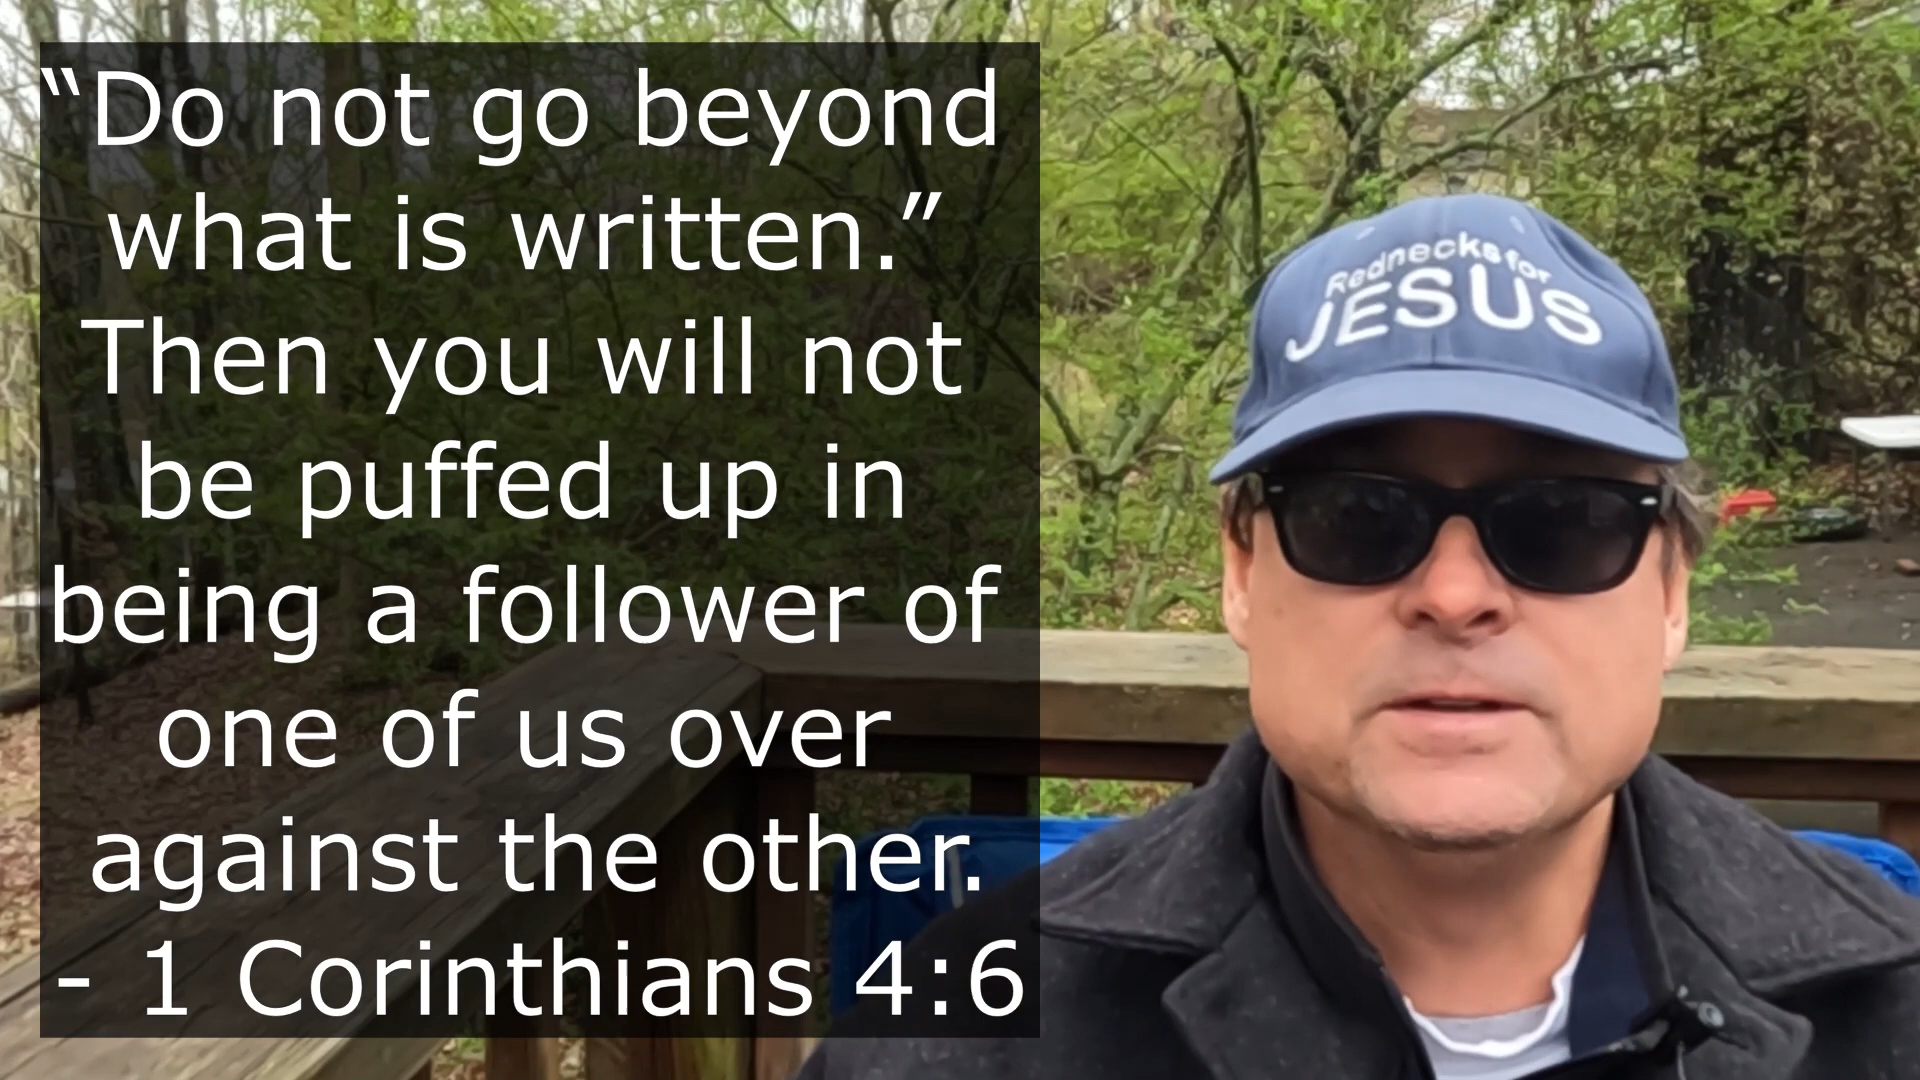 “Do not go beyond
what is written.”
Then you will not
be puffed up in
being a follower of
one of us over
against the other.
- 1 Corinthians 4:6
Rednecks for
JESUS